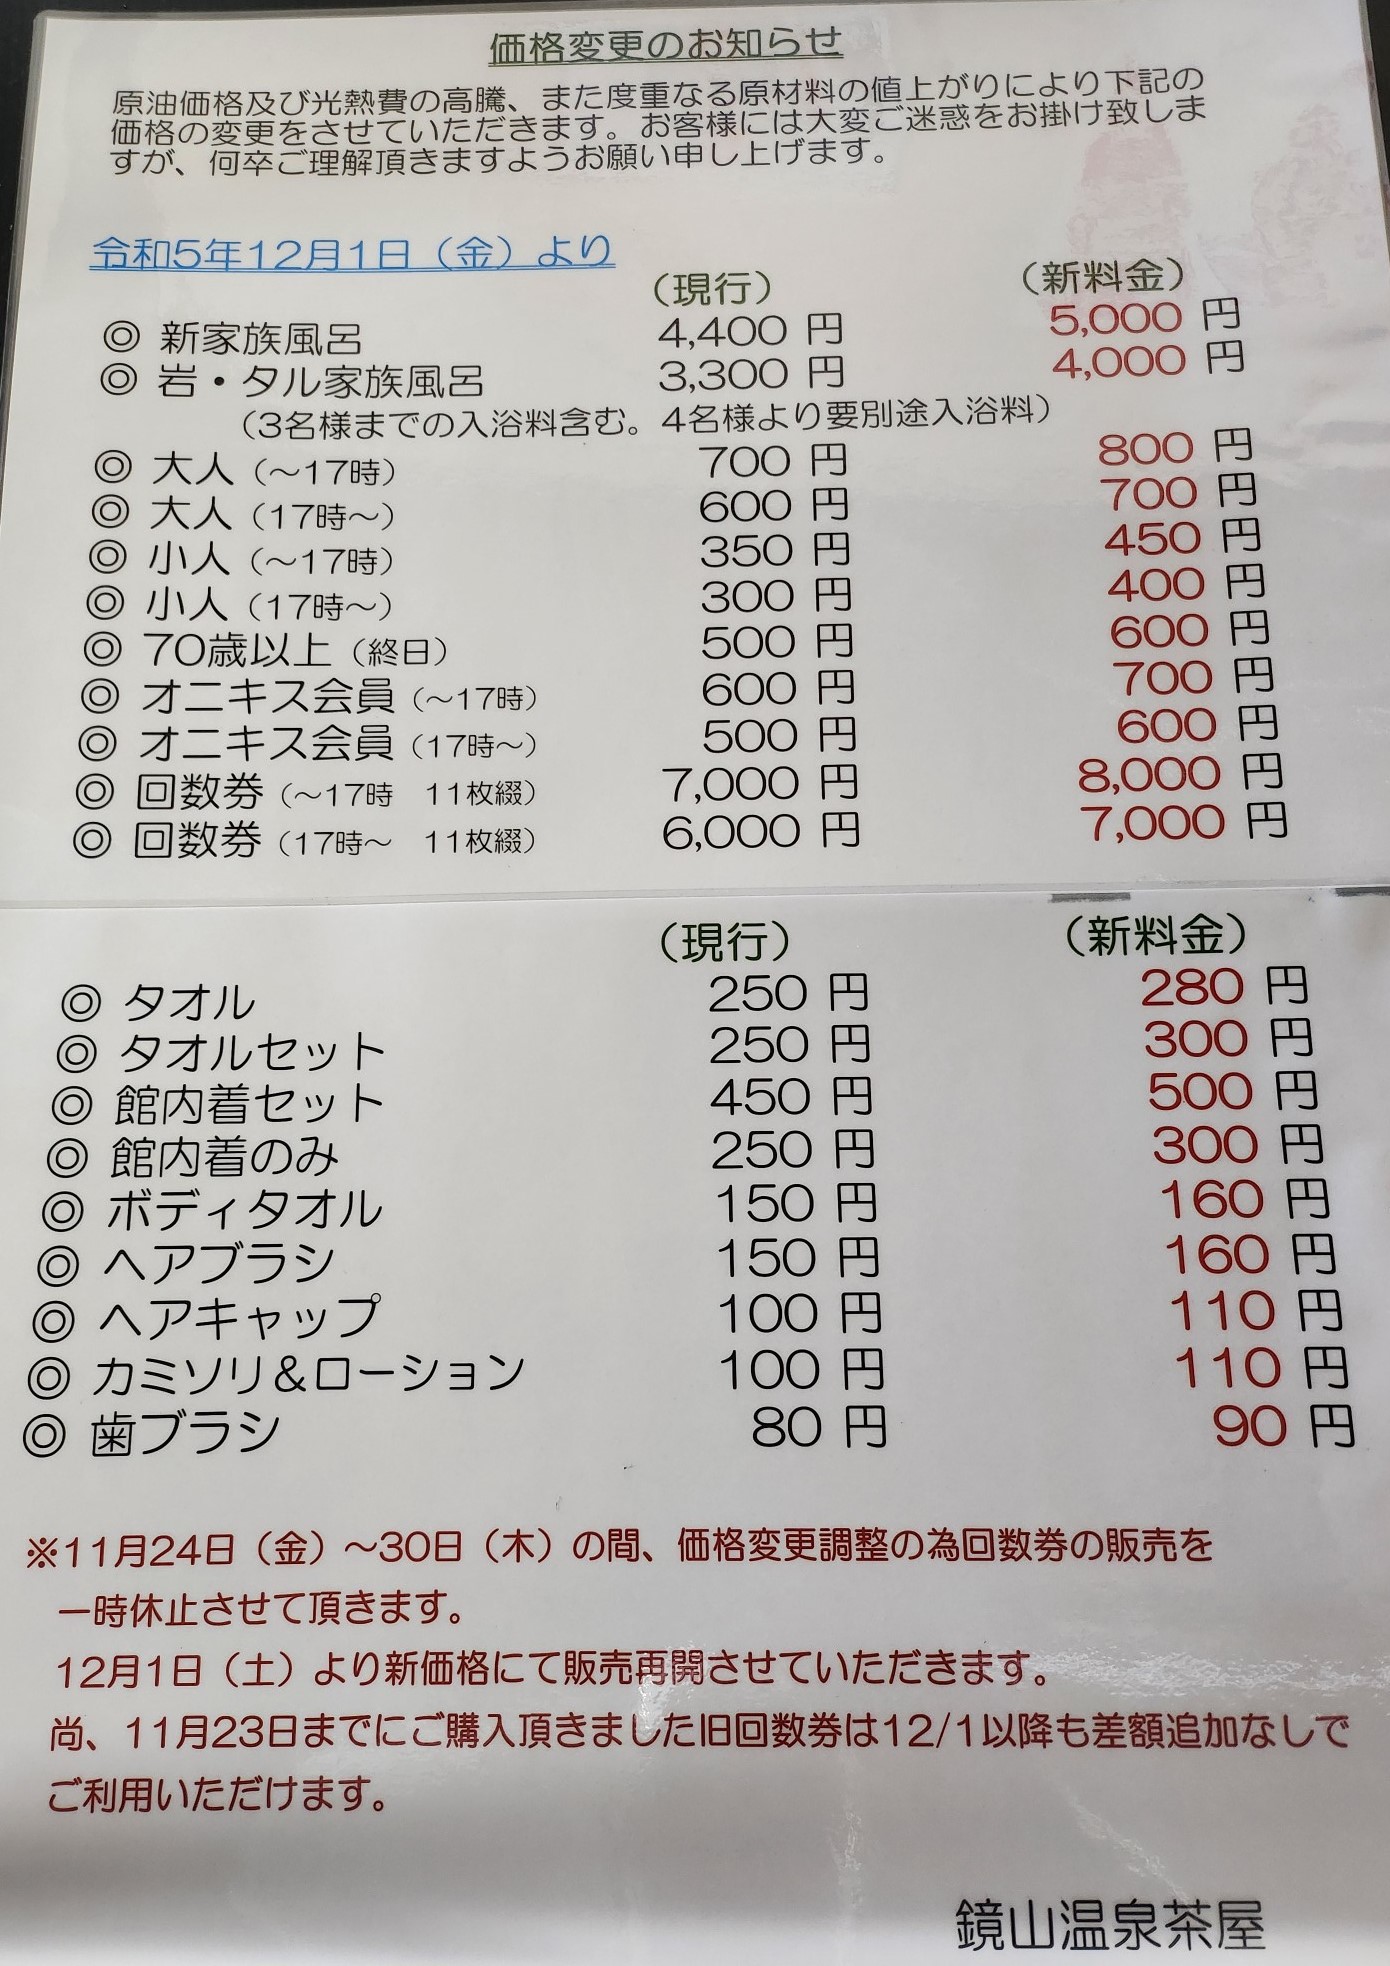 価格変更のお知らせ
原油価格及び光熱費の高騰、また度重なる原材料の値上がりにより下記の
価格の変更をさせていただきます。お客様には大変ご迷惑をお掛け致しま
すが、何卒ご理解頂きますようお願い申し上げます。
令和5年12月1日（金）より
（現行） （新料金）
◎ 新家族風呂 4,400 円 5,000 円
◎ 岩・タル家族風呂 3,300 円 4,000 円
（3名様までの入浴料含む。4名様より要別途入浴料）
◎ 大人（～17時） 700 円 800 円
◎ 大人（17時～） 600 円 700 円
◎ 小人（～17時） 350 円 450 円
◎ 小人（17時～） 300 円 400 円
◎ 70歳以上（終日） 500 円 600 円
◎ オニキス会員（～17時） 600 円 700 円
◎ オニキス会員（17時～） 500 円 600 円
◎ 回数券（～17時 11枚綴） 7,000 円 8,000 円
◎ 回数券（17時～ 11枚綴） 6,000 円 7,000 円
（現行） （新料金）
◎ タオル 250 円 280 円
◎ タオルセット 250 円 300 円
◎ 館内着セット 450 円 500 円
◎ 館内着のみ 250 円 300 円
◎ ボディタオル 150 円 160 円
◎ ヘアブラシ 150 円 160 円
◎ ヘアキャップ 100 円 110 円
◎ カミソリ＆ローション 100 円 110 円
◎ 歯ブラシ 80 円 90 円
※11月24日（金）～30日（木）の間、価格変更調整の為回数券の販売を
一時休止させて頂きます。
12月1日（土）より新価格にて販売再開させていただきます。
尚、11月23日までにご購入頂きました旧回数券は12/1以降も差額追加なしで
ご利用いただけます。
鏡山温泉茶屋